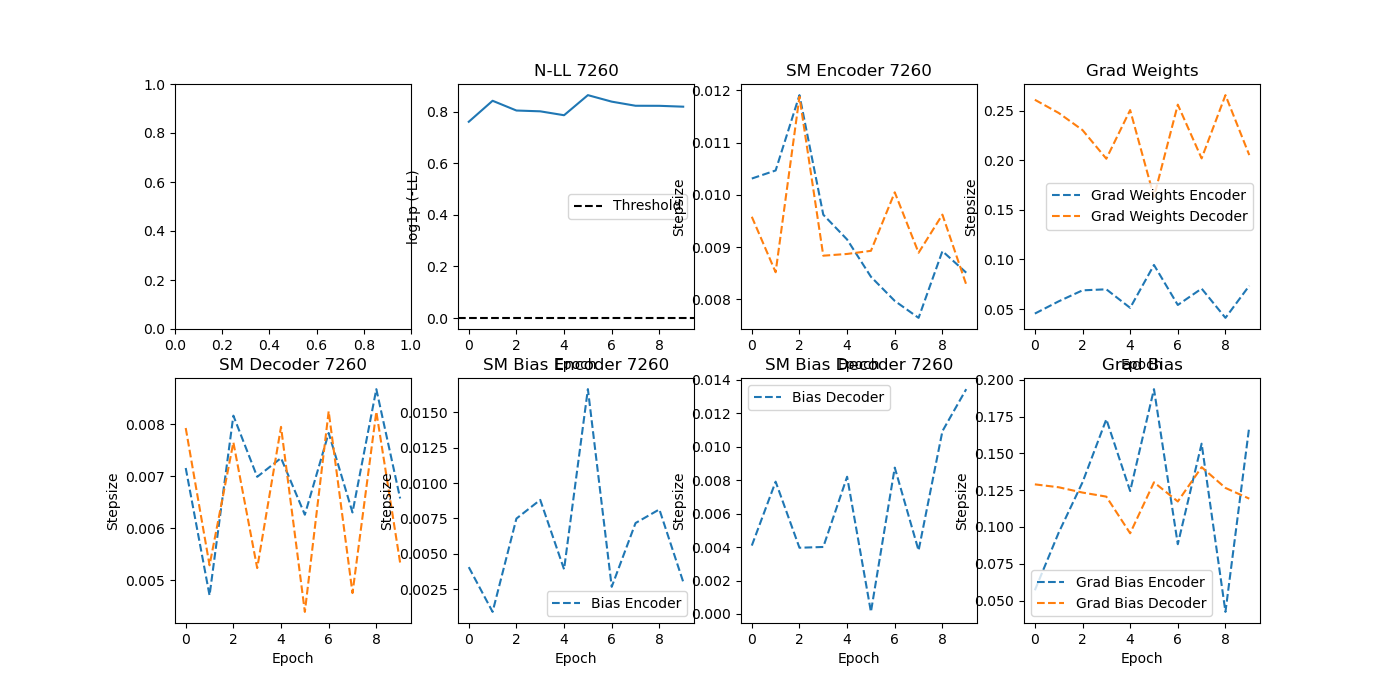 N-LL 7260
SM Encoder 7260
Grad Weights
1.0
0.8
0.6
0.4
0.2
0.0
0.0 0.2 0.4 0.6 0.8 1.0
log1p (-LL)
0.8
0.6
0.4
0.2
0.0
Threshold
0 2 4 6 8
Epoch
Stepsize
0.012
0.011
0.010
0.009
0.008
0 2 4 6 8
Epoch
Stepsize
0.25
0.20
0.15
0.10
0.05
Grad Weights Encoder
Grad Weights Decoder
0 2 4 6 8
Epoch
SM Decoder 7260
SM Bias Encoder 7260
SM Bias Decoder 7260
Grad Bias
Stepsize
0.008
0.007
0.006
0.005
0 2 4 6 8
Epoch
Stepsize
0.0150
0.0125
0.0100
0.0075
0.0050
0.0025
Bias Encoder
0 2 4 6 8
Epoch
Stepsize
0.014
0.012
0.010
0.008
0.006
0.004
0.002
0.000
Bias Decoder
0 2 4 6 8
Epoch
Stepsize
0.200
0.175
0.150
0.125
0.100
0.075
0.050
Grad Bias Encoder
Grad Bias Decoder
0 2 4 6 8
Epoch